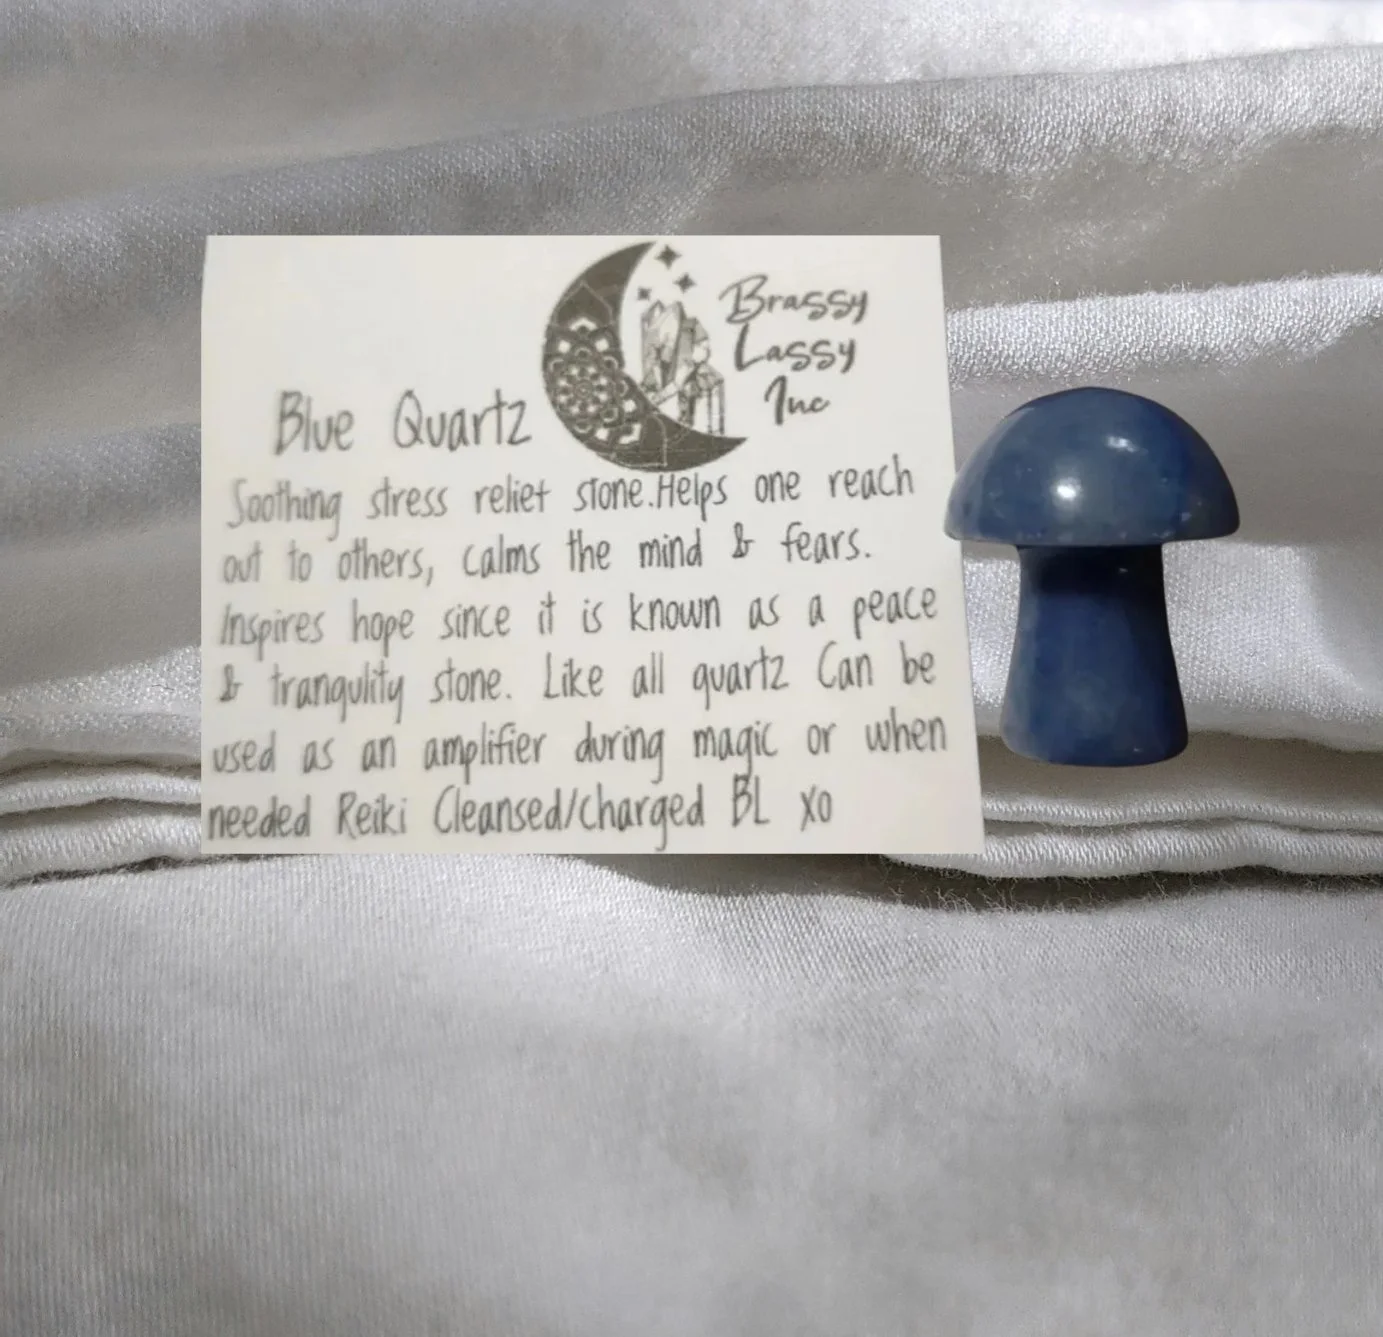 Brassy
Lassy
Inc
Blue Quartz
Soothing stress relief stone. Helps one reach
out to others, calms the mind & fears.
Inspires hope since it is known as a peace
& tranqulity stone. Like all quartz Can be
used as an amplifier during magic or when
needed Reiki Cleansed/charged BL xo